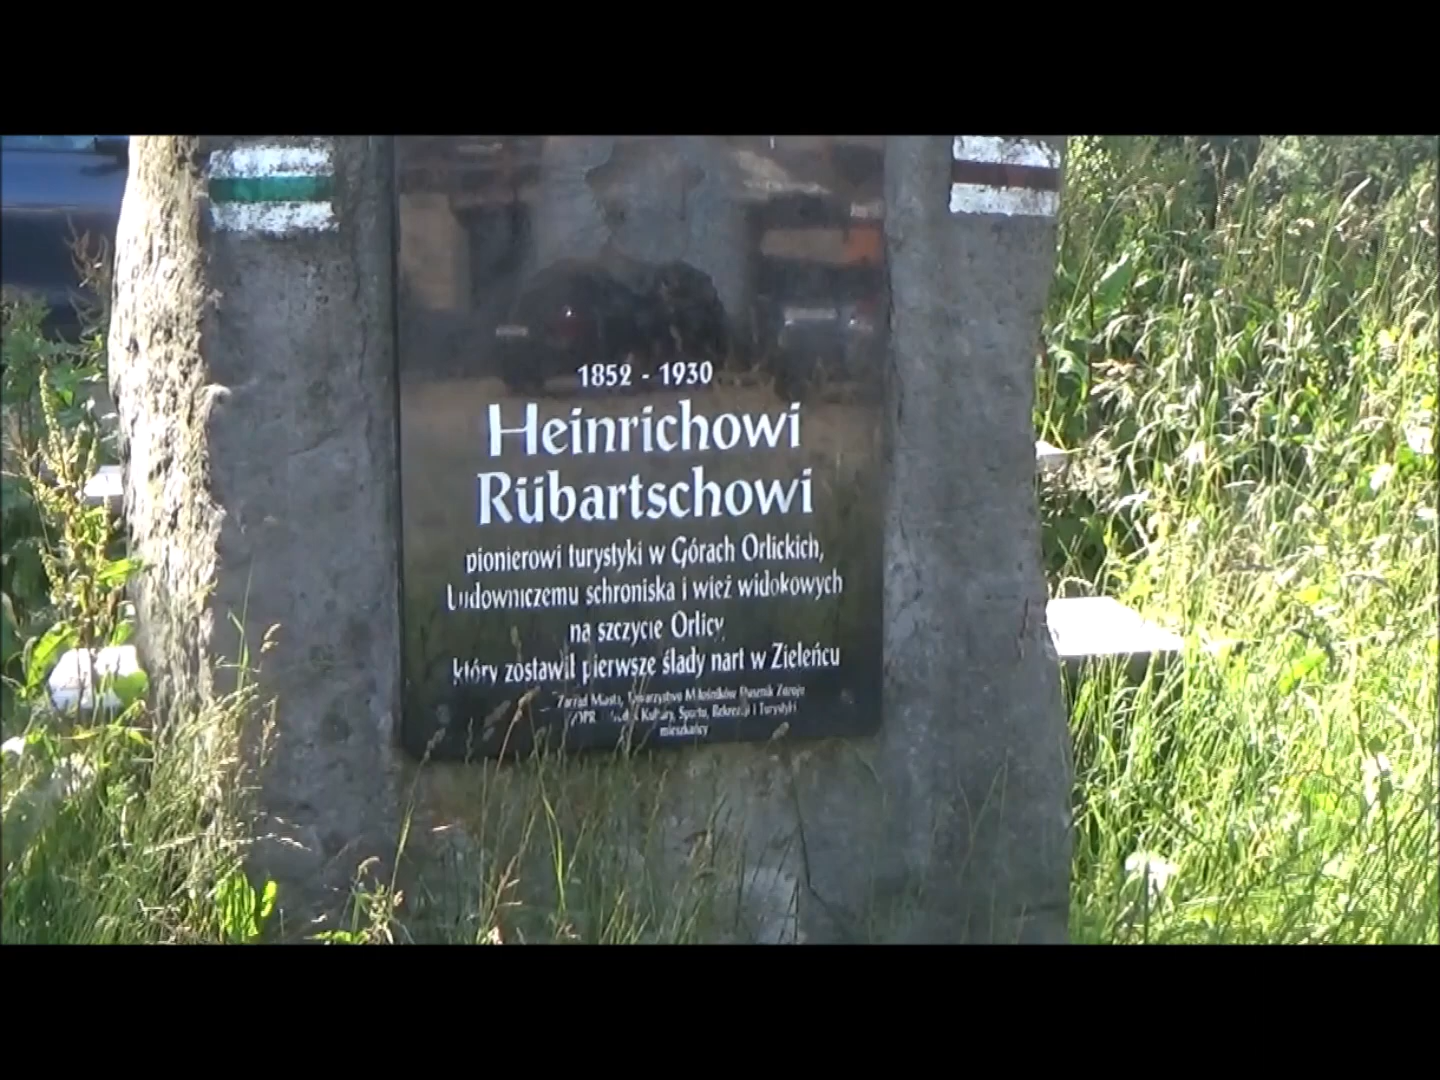 1852 - 1930
Heinrichowi
Rübartschowi
pionierowi turystyki w Górach Orlickich,
budowniczemu schroniska i wież widokowych
na szczycie Orlicy,
który zostawił pierwsze ślady nart w Zieleńcu
Zarząd Miasta, Towarzystwo Miłośników Dusznik Zdroju
Kultury, Sportu, Rekreacji i Turystyki
mieszkańcy